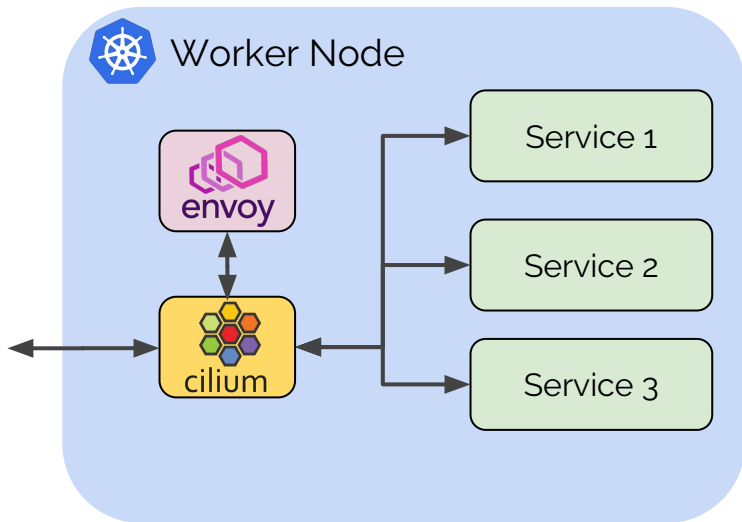 Worker Node
Service 1
envoy
Service 2
cilium
Service 3